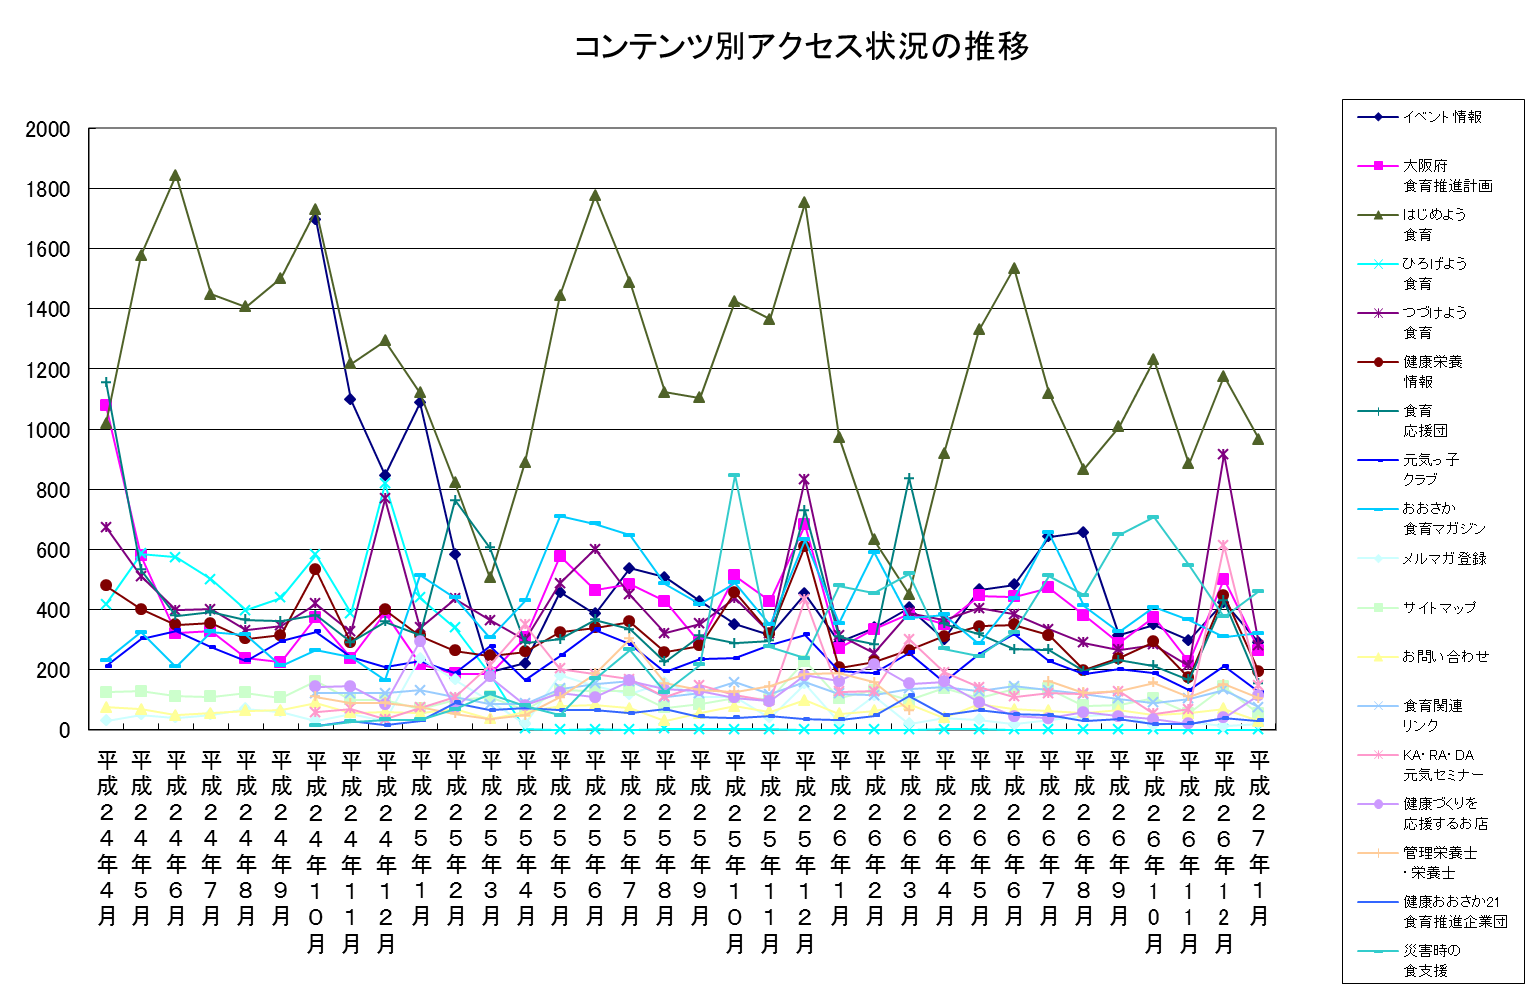 コンテンツ別アクセス状況の推移
2000
1800
1600
1400
1200
1000
800
600
400
200
0
平成２４年４月
平成２４年５月
平成２４年６月
平成２４年７月
平成２４年８月
平成２４年９月
平成２４年１０月
平成２４年１１月
平成２４年１２月
平成２５年１月
平成２５年２月
平成２５年３月
平成２５年４月
平成２５年５月
平成２５年６月
平成２５年７月
平成２５年８月
平成２５年９月
平成２５年１０月
平成２５年１１月
平成２５年１２月
平成２６年１月
平成２６年２月
平成２６年３月
平成２６年４月
平成２６年５月
平成２６年６月
平成２６年７月
平成２６年８月
平成２６年９月
平成２６年１０月
平成２６年１１月
平成２６年１２月
平成２７年１月
イベント情報
大阪府
食育推進計画
はじめよう
食育
ひろげよう
食育
つづけよう
食育
健康栄養
情報
食育
応援団
元気っ子
クラブ
おおさか
食育マガジン
メルマガ登録
サイトマップ
お問い合わせ
食育関連
リンク
KA・RA・DA
元気セミナー
健康づくりを
応援するお店
管理栄養士
・栄養士
健康おおさか21
食育推進企業団
災害時の
食支援